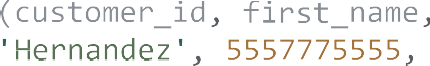 (customer_id, first_name,
'Hernandez', 5557775555,